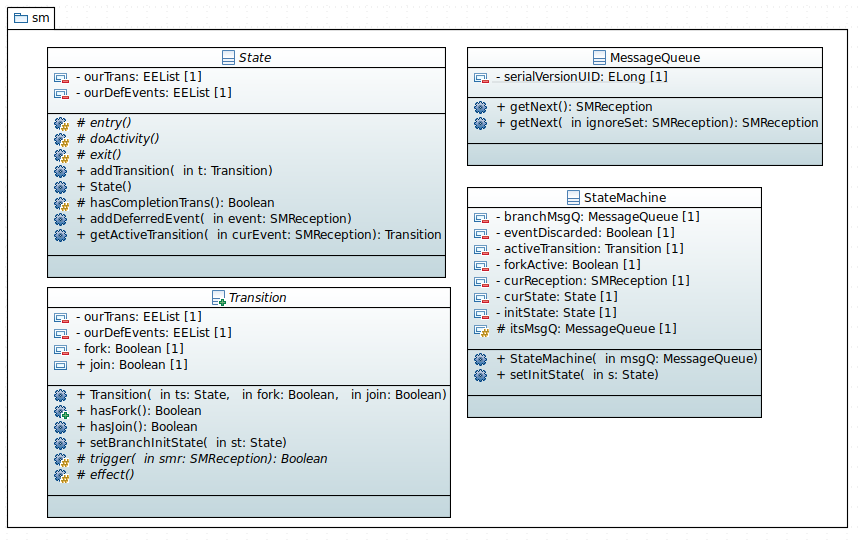 sm
State
- ourTrans: EEList [1]
- ourDefEvents: EEList [1]
# entry()
# doActivity()
# exit()
+ addTransition(  in t: Transition)
+ State()
# hasCompletionTrans(): Boolean
+ addDeferredEvent(  in event: SMReception)
+ getActiveTransition(  in curEvent: SMReception): Transition
Transition
- ourTrans: EEList [1]
- ourDefEvents: EEList [1]
- fork: Boolean [1]
+ join: Boolean [1]
+ Transition(  in ts: State,   in fork: Boolean,   in join: Boolean)
+ hasFork(): Boolean
+ hasJoin(): Boolean
+ setBranchInitState(  in st: State)
# trigger(  in smr: SMReception): Boolean
# effect()
MessageQueue
- serialVersionUID: ELong [1]
+ getNext(): SMReception
+ getNext(  in ignoreSet: SMReception): SMReception
StateMachine
- branchMsgQ: MessageQueue [1]
- eventDiscarded: Boolean [1]
- activeTransition: Transition [1]
- forkActive: Boolean [1]
- curReception: SMReception [1]
- curState: State [1]
- initState: State [1]
# itsMsgQ: MessageQueue [1]
+ StateMachine(  in msgQ: MessageQueue)
+ setInitState(  in s: State)